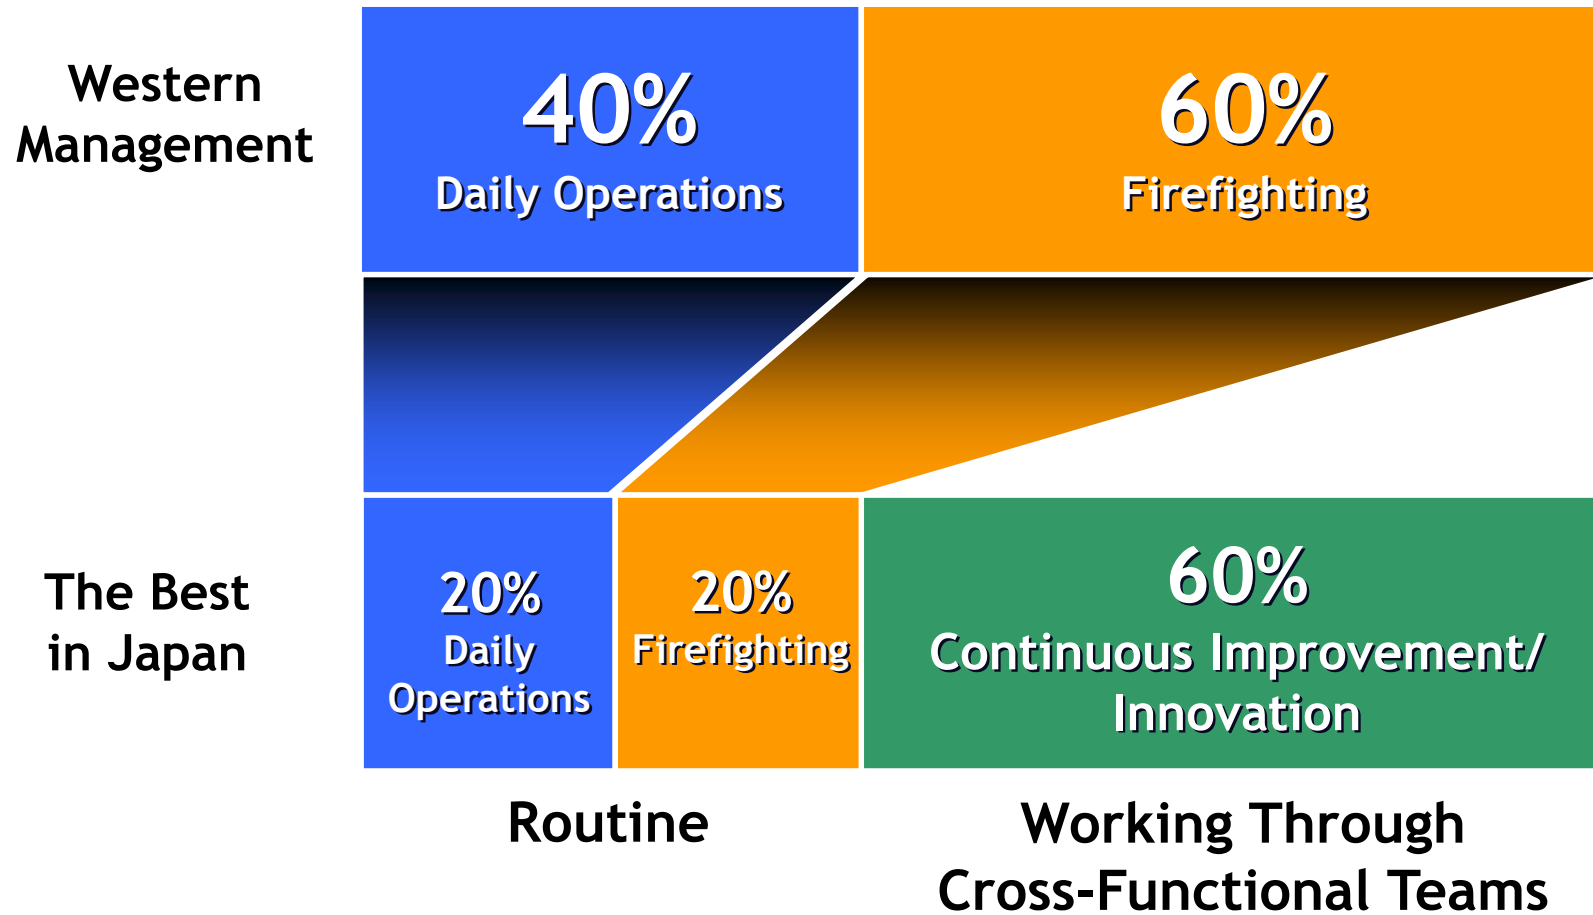 Western
Management
40%
Daily Operations
60%
Firefighting
The Best
in Japan
20%
Daily
Operations
20%
Firefighting
60%
Continuous Improvement/
Innovation
Routine
Working Through
Cross-Functional Teams